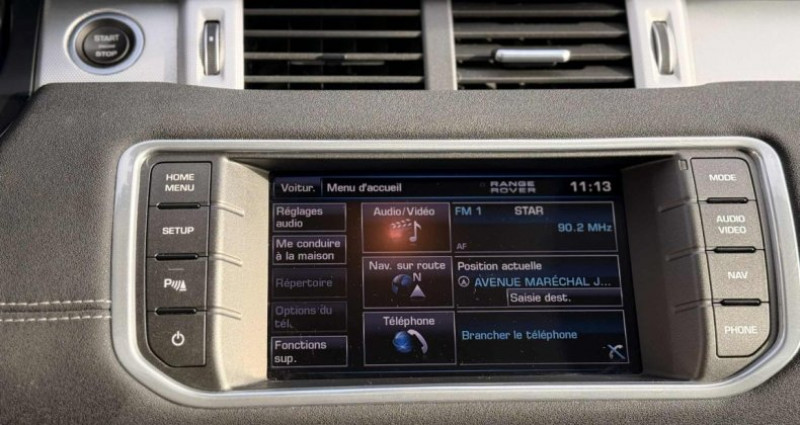 START
STOP
HOME
MENU
SETUP
P
Voitur.
Menu d'accueil
RANGE
ROVER
11:13
Réglages
audio
Me conduire
à la maison
Répertoire
Options du
tél.
Fonctions
sup.
Audio/Vidéo
Nav. sur route
N
Téléphone
FM 1
STAR
90.2 MHz
AF
Position actuelle
AVENUE MARÉCHAL J...
Saisie dest.
Brancher le téléphone
MODE
AUDIO
VIDEO
NAV
PHONE